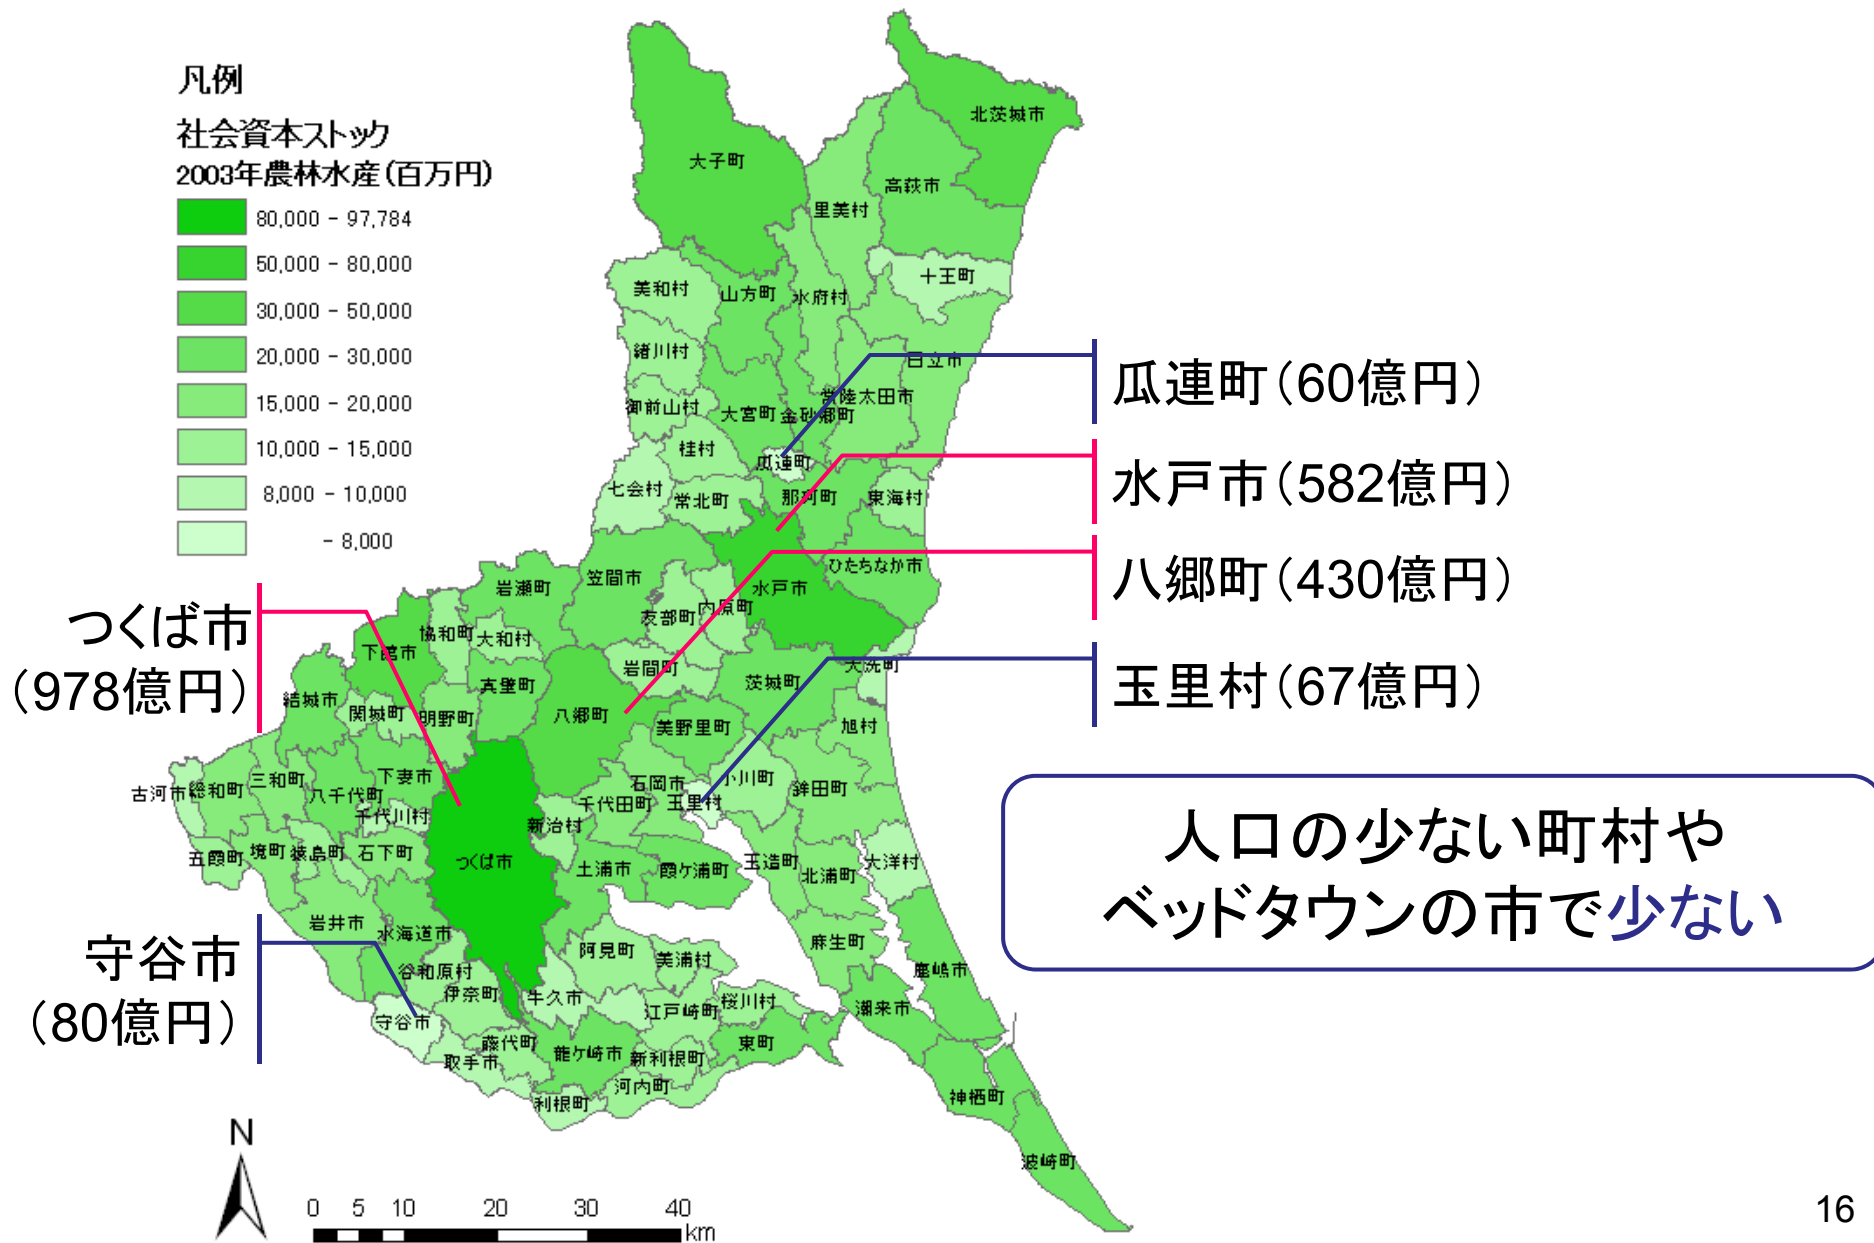 凡例
社会資本ストック
2003年農林水産(百万円)
80,000 - 97,784
50,000 - 80,000
30,000 - 50,000
20,000 - 30,000
15,000 - 20,000
10,000 - 15,000
8,000 - 10,000
- 8,000
北茨城市
大子町
高萩市
里美村
十王町
美和村
山方町
水府村
緒川村
日立市
常陸太田市
御前山村
大宮町
金砂郷町
桂村
瓜連町
七会村
常北町
那珂町
東海村
ひたちなか市
岩瀬町
笠間市
水戸市
友部町
内原町
協和町
大和村
下館市
岩間町
大洗町
真壁町
茨城町
結城市
関城町
明野町
八郷町
美野里町
旭村
下妻市
三和町
石岡市
小川町
古河市
総和町
八千代町
千代田町
玉里村
鉾田町
千代川村
新治村
五霞町
境町
猿島町
石下町
つくば市
土浦市
霞ケ浦町
玉造町
北浦町
大洋村
岩井市
水海道市
麻生町
阿見町
美浦村
谷和原村
鹿嶋市
伊奈町
牛久市
江戸崎町
桜川村
潮来市
守谷市
藤代町
取手市
龍ケ崎市
新利根町
東町
河内町
利根町
神栖町
波崎町
瓜連町(60億円)
水戸市(582億円)
八郷町(430億円)
玉里村(67億円)
つくば市
(978億円)
守谷市
(80億円)
人口の少ない町村や
ベッドタウンの市で少ない
N
0 5 10 20 30 40
km
16